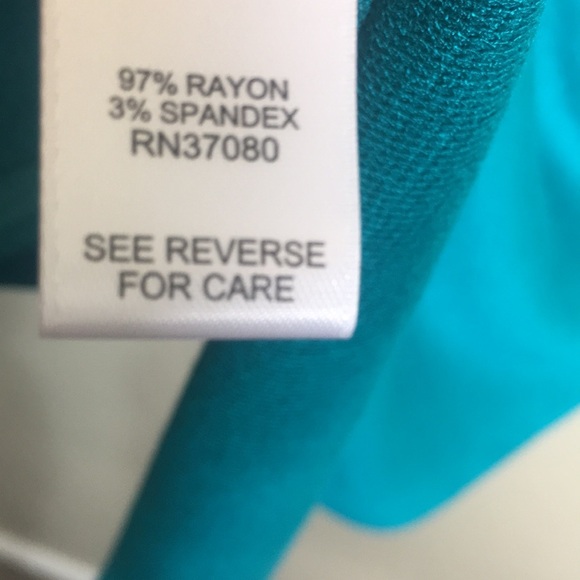 97% RAYON
3% SPANDEX
RN37080
SEE REVERSE
FOR CARE